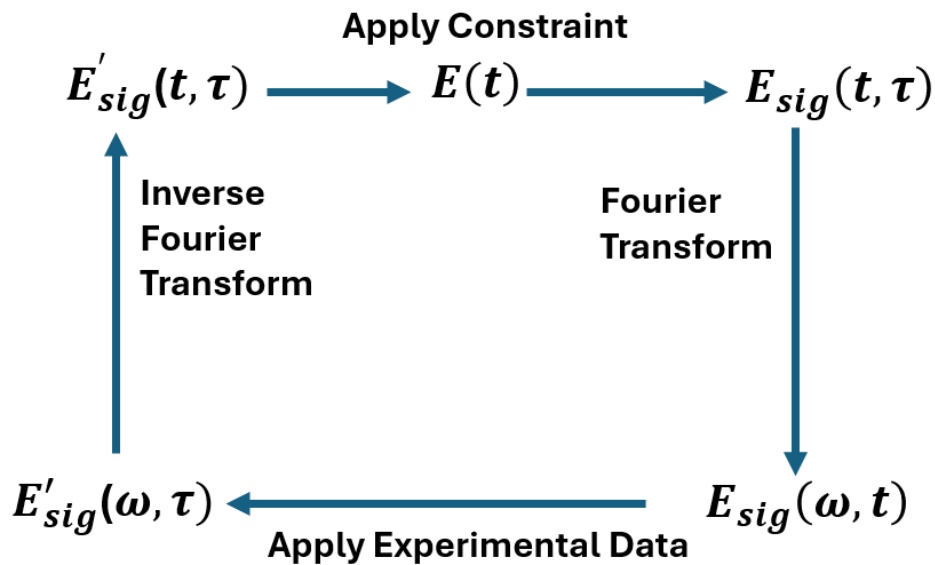 Apply Constraint
E'sig(t, τ)
E(t)
Esig(t, τ)
Inverse
Fourier
Transform
Fourier
Transform
E'sig(ω, τ)
Esig(ω, t)
Apply Experimental Data